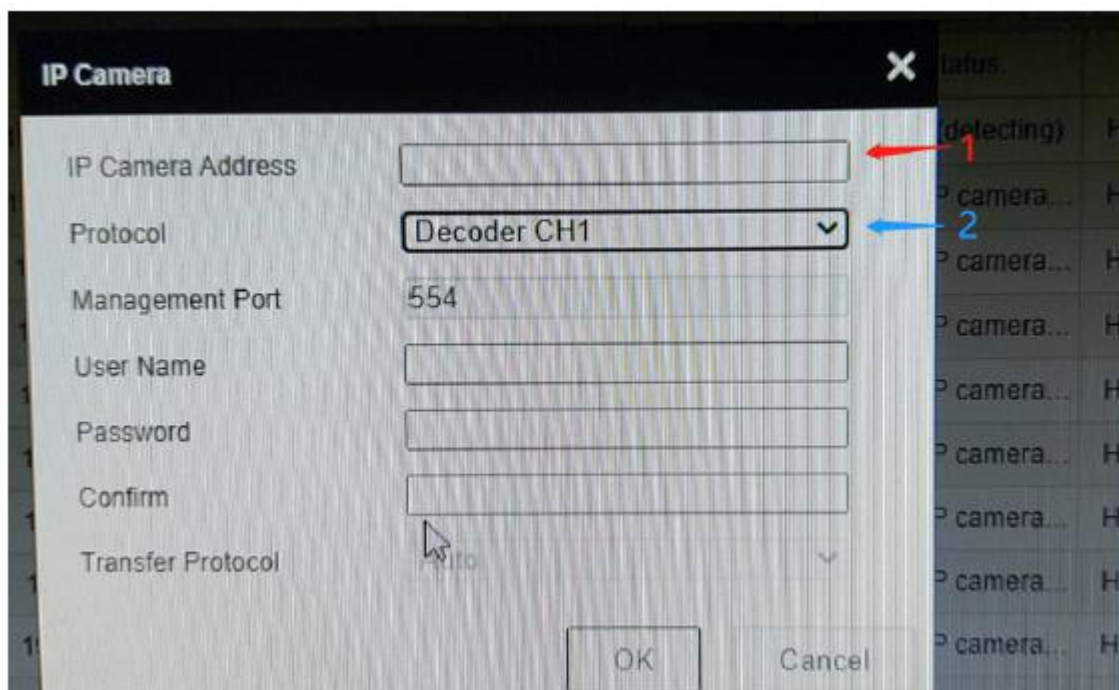 IP Camera
IP Camera Address
1
Protocol
Decoder CH1
2
Management Port
554
User Name
Password
Confirm
Transfer Protocol
Auto
OK
Cancel
(detecting)
H
P camera...
H
P camera...
H
P camera...
H
P camera...
H
P camera...
H
P camera...
H
P camera...
H
P camera...
H